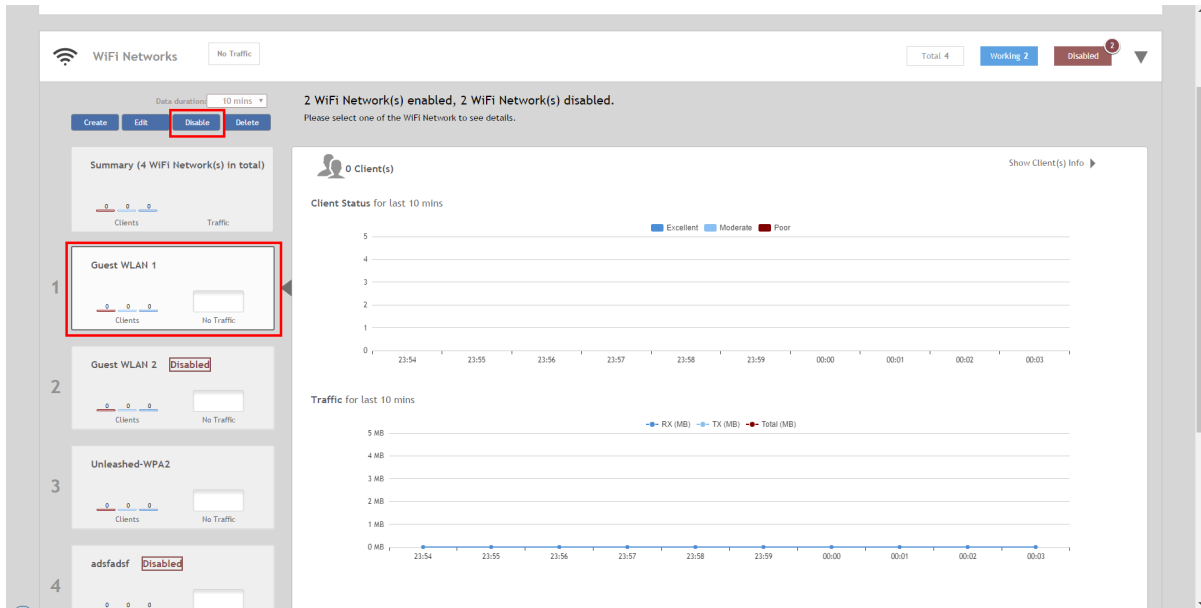 WiFi Networks
No Traffic
Total 4
Working 2
Disabled
2
Data duration: 10 mins
Create Edit Disable Delete
2 WiFi Network(s) enabled, 2 WiFi Network(s) disabled.
Please select one of the WiFi Network to see details.
Summary (4 WiFi Network(s) in total)
0 0 0
Clients Traffic
1
Guest WLAN 1
0 0 0
Clients No Traffic
2
Guest WLAN 2 Disabled
0 0 0
Clients No Traffic
3
Unleashed-WPA2
0 0 0
Clients No Traffic
4
adsfadsf Disabled
0 0 0
0 Client(s)
Show Client(s) Info
Client Status for last 10 mins
Excellent Moderate Poor
5
4
3
2
1
0
23:54 23:55 23:56 23:57 23:58 23:59 00:00 00:01 00:02 00:03
Traffic for last 10 mins
RX (MB) TX (MB) Total (MB)
5 MB
4 MB
3 MB
2 MB
1 MB
0 MB
23:54 23:55 23:56 23:57 23:58 23:59 00:00 00:01 00:02 00:03